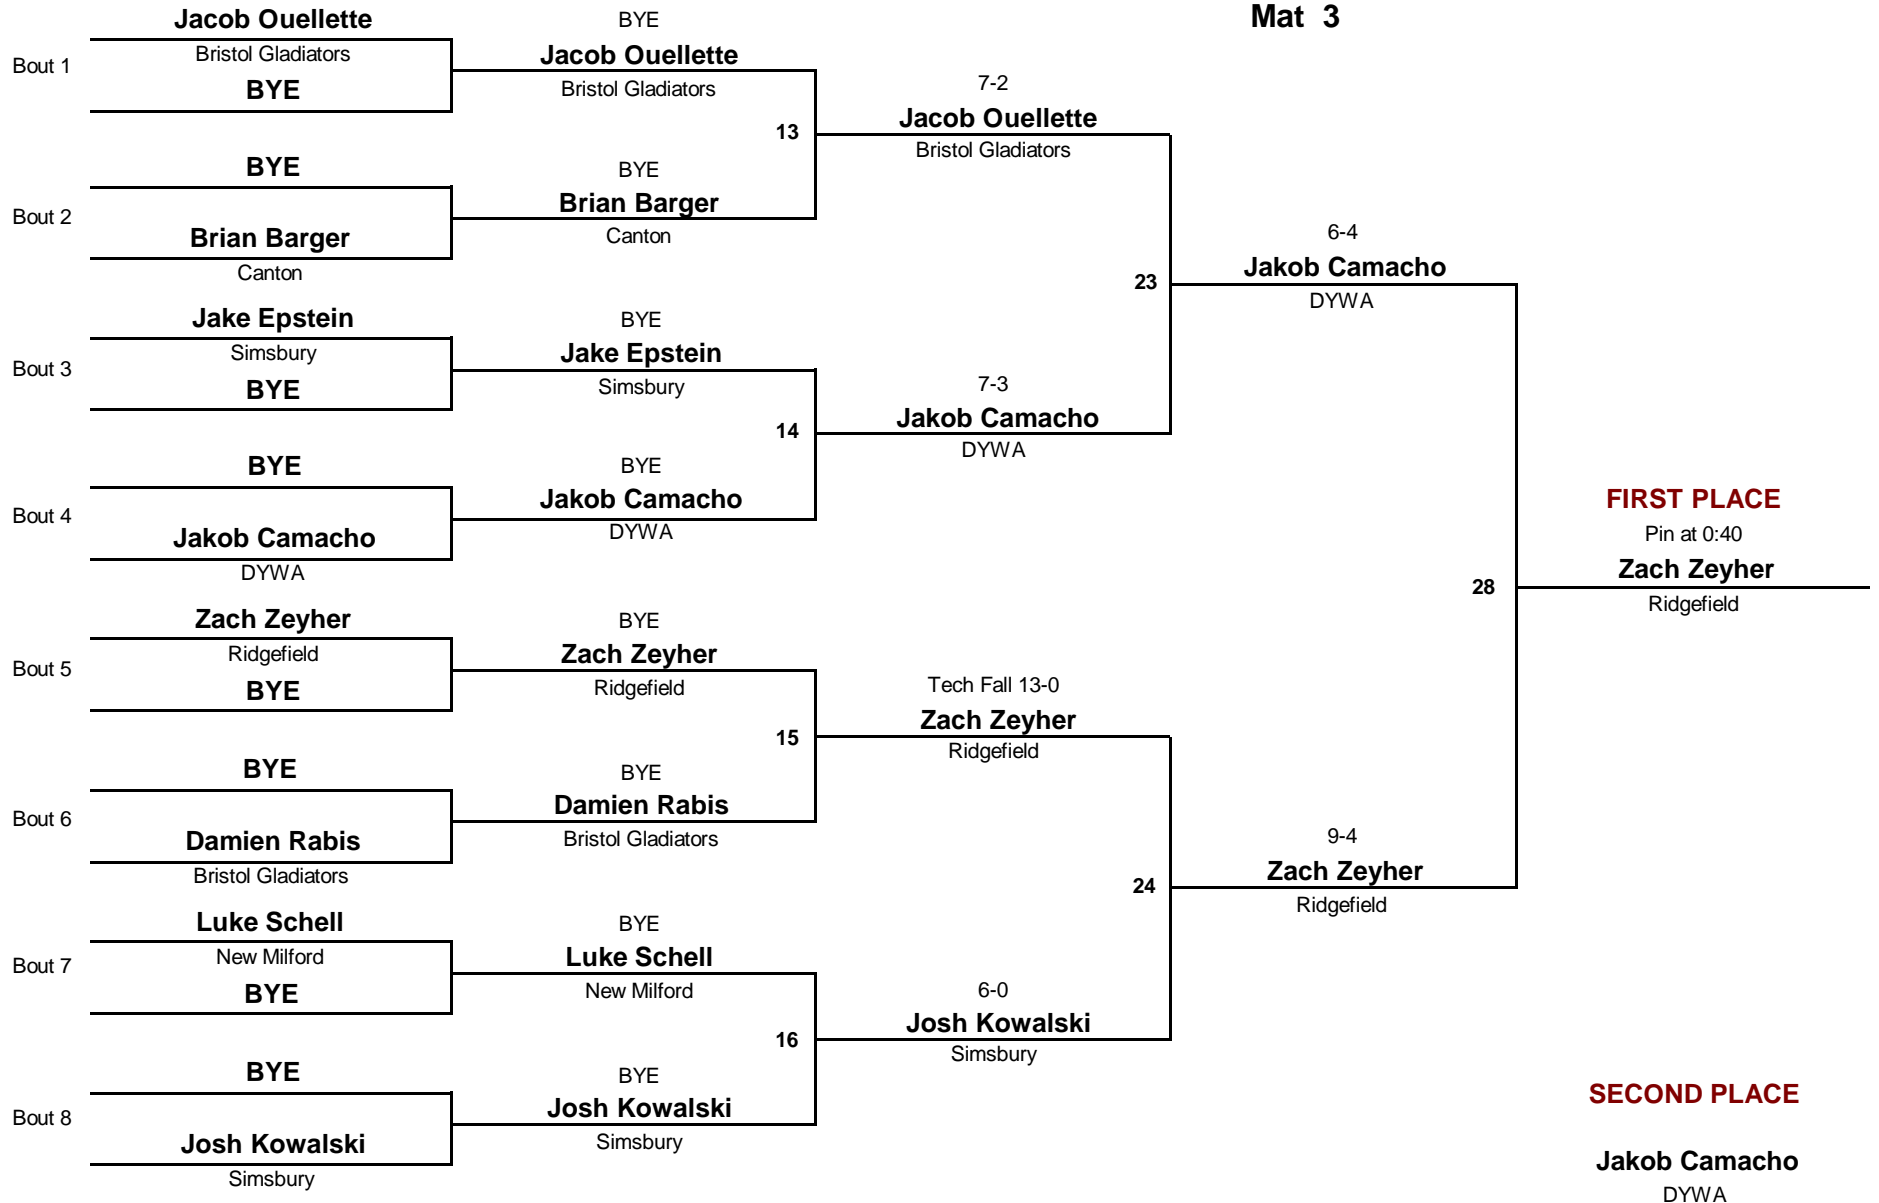 Mat 3
Bout 1
Jacob Ouellette
Bristol Gladiators
BYE
Bout 2
BYE
Brian Barger
Canton
Bout 3
Jake Epstein
Simsbury
BYE
Bout 4
BYE
Jakob Camacho
DYWA
Bout 5
Zach Zeyher
Ridgefield
BYE
Bout 6
BYE
Damien Rabis
Bristol Gladiators
Bout 7
Luke Schell
New Milford
BYE
Bout 8
BYE
Josh Kowalski
Simsbury
BYE
Jacob Ouellette
Bristol Gladiators
13
BYE
Brian Barger
Canton
BYE
Jake Epstein
Simsbury
14
BYE
Jakob Camacho
DYWA
BYE
Zach Zeyher
Ridgefield
15
BYE
Damien Rabis
Bristol Gladiators
BYE
Luke Schell
New Milford
16
BYE
Josh Kowalski
Simsbury
7-2
Jacob Ouellette
Bristol Gladiators
23
7-3
Jakob Camacho
DYWA
Tech Fall 13-0
Zach Zeyher
Ridgefield
24
6-0
Josh Kowalski
Simsbury
6-4
Jakob Camacho
DYWA
28
9-4
Zach Zeyher
Ridgefield
FIRST PLACE
Pin at 0:40
Zach Zeyher
Ridgefield
SECOND PLACE
Jakob Camacho
DYWA